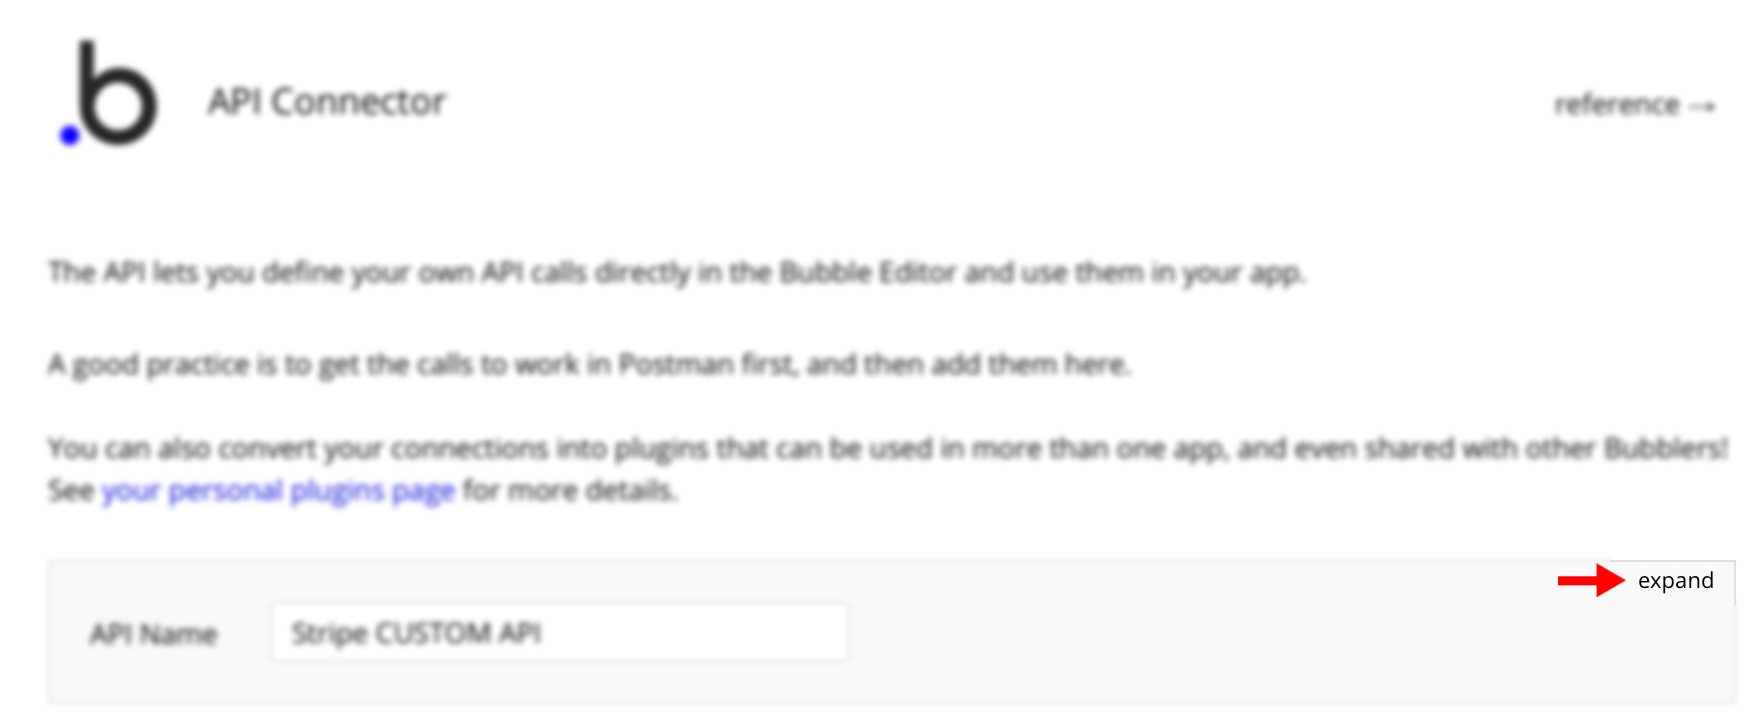 API Connector
reference →
The API lets you define your own API calls directly in the Bubble Editor and use them in your app.
A good practice is to get the calls to work in Postman first, and then add them here.
You can also convert your connections into plugins that can be used in more than one app, and even shared with other Bubblers!
See your personal plugins page for more details.
expand
API Name
Stripe CUSTOM API